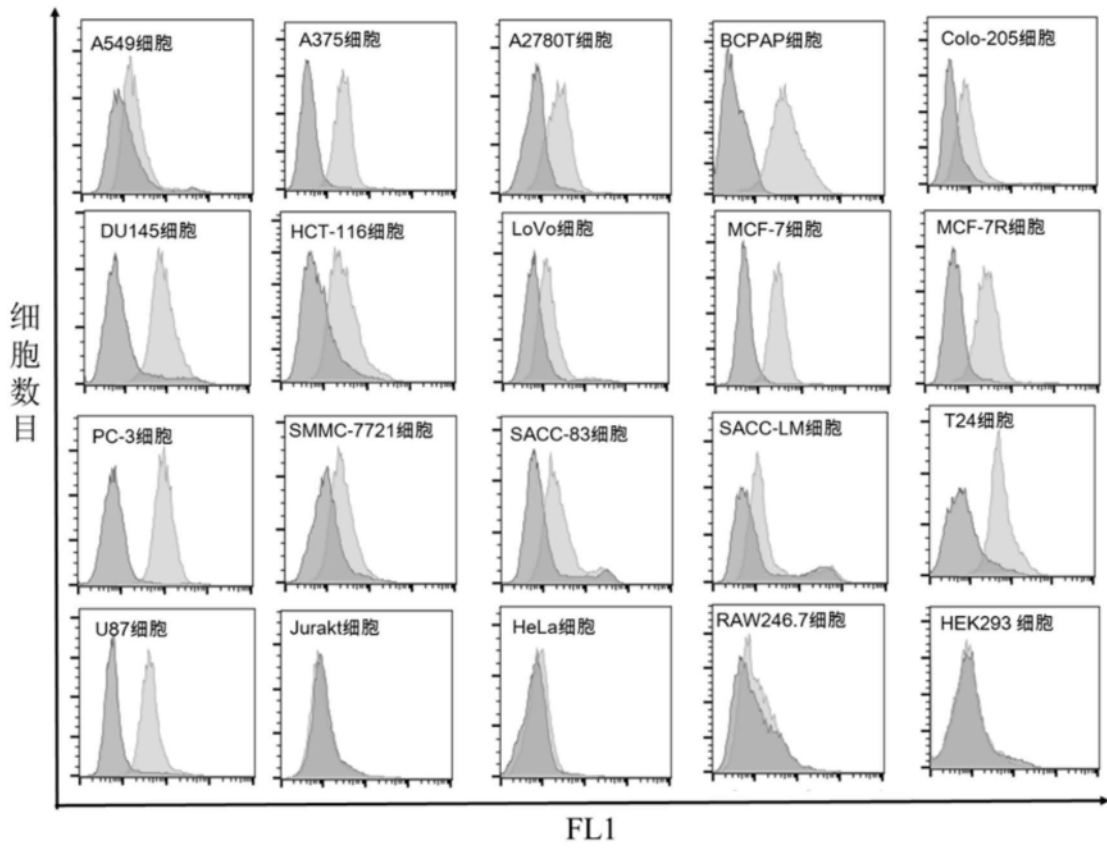 A549细胞
A375细胞
A2780T细胞
BCPAP细胞
Colo-205细胞
DU145细胞
HCT-116细胞
LoVo细胞
MCF-7细胞
MCF-7R细胞
PC-3细胞
SMMC-7721细胞
SACC-83细胞
SACC-LM细胞
T24细胞
U87细胞
Jurakt细胞
HeLa细胞
RAW246.7细胞
HEK293 细胞
细胞数目
FL1